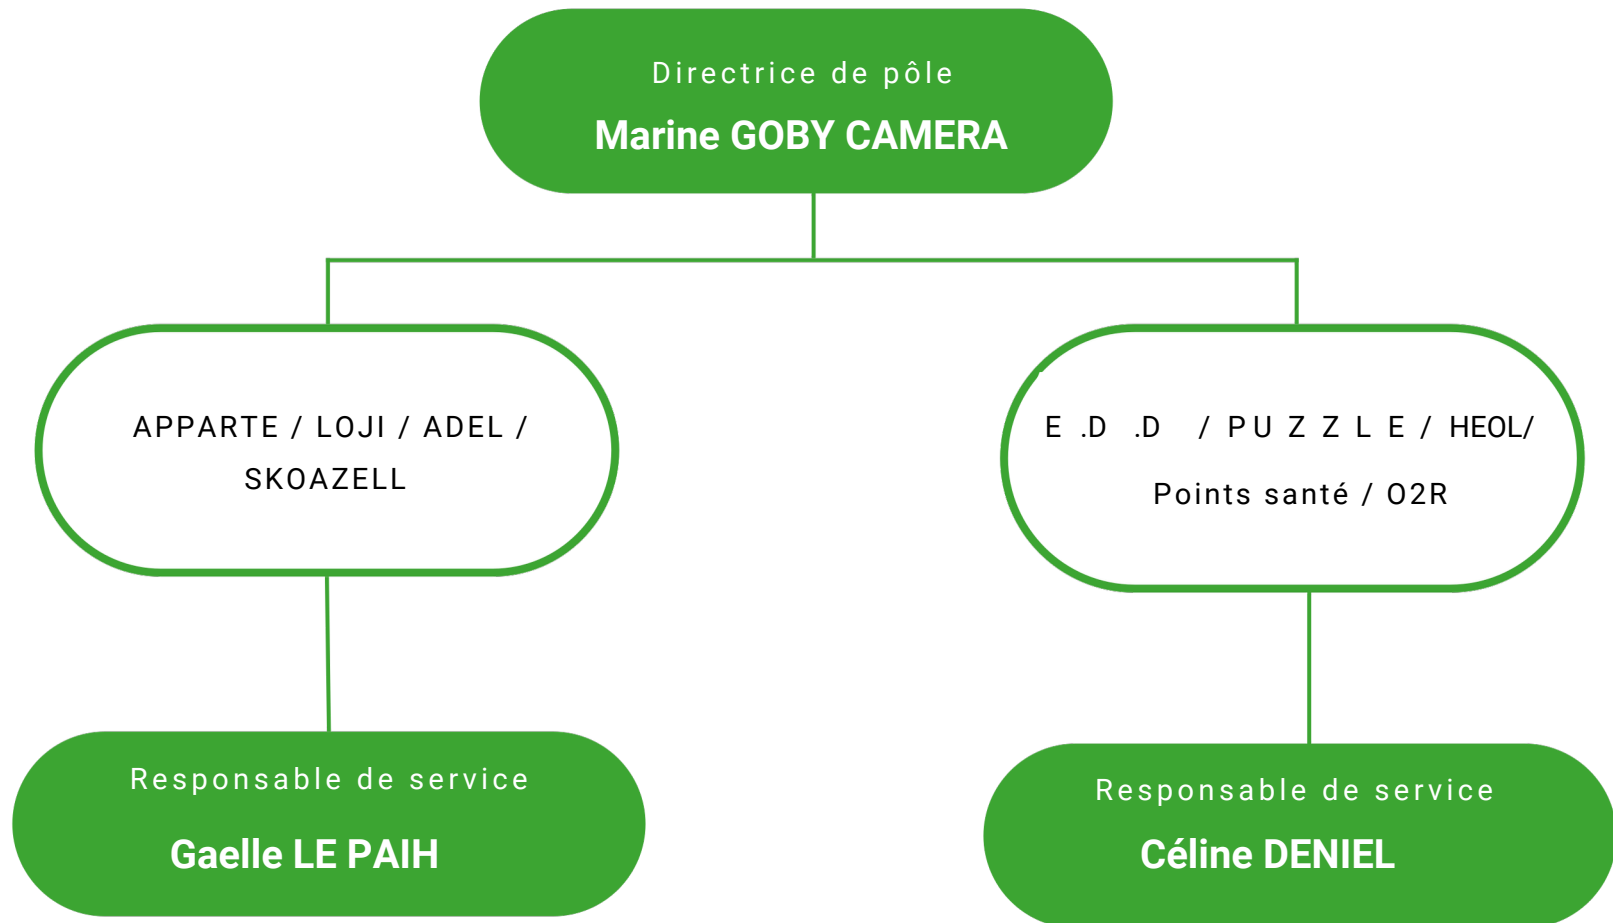 Directrice de pôle
Marine GOBY CAMERA
APPARTE / LOJI / ADEL /
SKOAZELL
E .D .D / PUZZLE / HEOL/
Points santé / O2R
Responsable de service
Gaelle LE PAIH
Responsable de service
Céline DENIEL